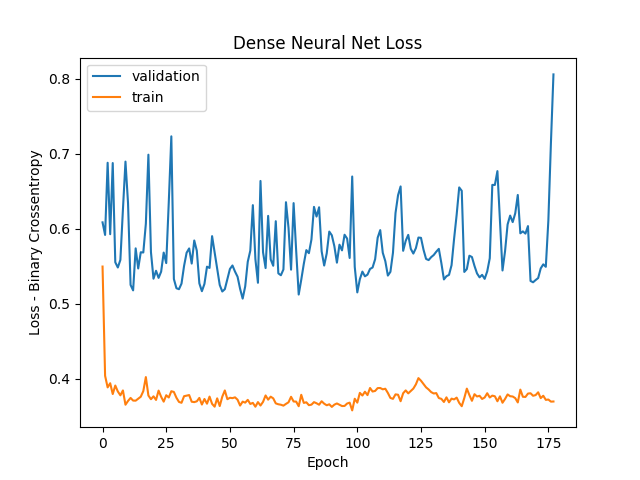 Dense Neural Net Loss
validation
train
0.8
0.7
0.6
0.5
0.4
Loss - Binary Crossentropy
0 25 50 75 100 125 150 175
Epoch